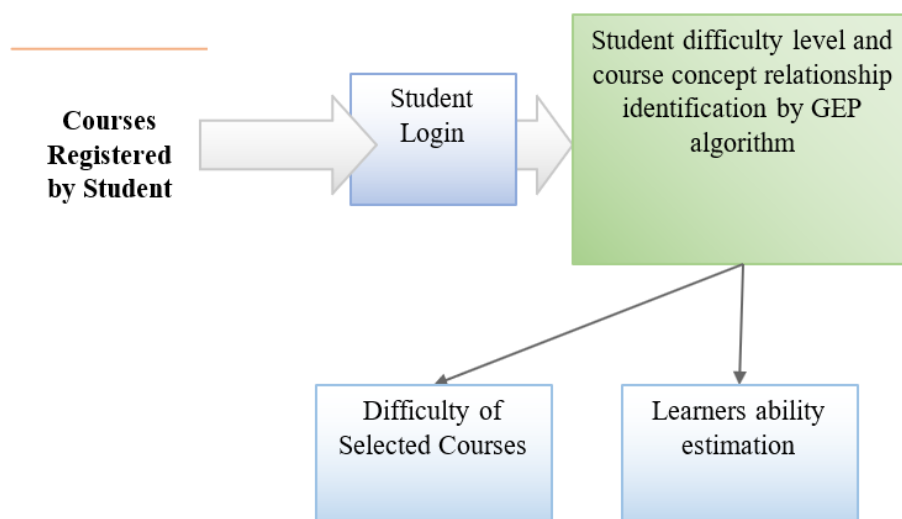 Student difficulty level and
course concept relationship
identification by GEP
algorithm
Student
Login
Courses
Registered
by Student
Difficulty of
Selected Courses
Learners ability
estimation